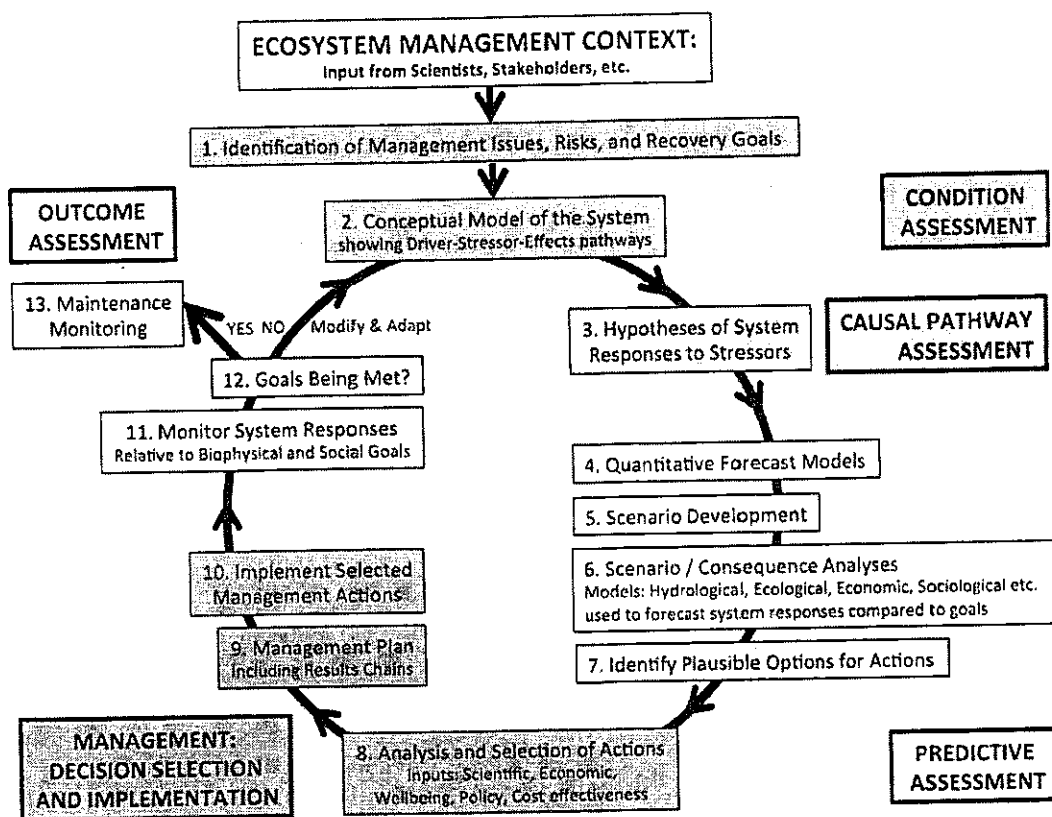 ECOSYSTEM MANAGEMENT CONTEXT:
Input from Scientists, Stakeholders, etc.
1. Identification of Management Issues, Risks, and Recovery Goals
OUTCOME
ASSESSMENT
2. Conceptual Model of the System
showing Driver-Stressor-Effects pathways
CONDITION
ASSESSMENT
13. Maintenance
Monitoring
YES NO Modify & Adapt
3. Hypotheses of System
Responses to Stressors
CAUSAL PATHWAY
ASSESSMENT
12. Goals Being Met?
11. Monitor System Responses
Relative to Biophysical and Social Goals
4. Quantitative Forecast Models
5. Scenario Development
10. Implement Selected
Management Actions
6. Scenario / Consequence Analyses
Models: Hydrological, Ecological, Economic, Sociological etc.
used to forecast system responses compared to goals
9. Management Plan
Including Results Chains
7. Identify Plausible Options for Actions
MANAGEMENT:
DECISION SELECTION
AND IMPLEMENTATION
8. Analysis and Selection of Actions
Inputs: Scientific, Economic,
Wellbeing, Policy, Cost effectiveness
PREDICTIVE
ASSESSMENT